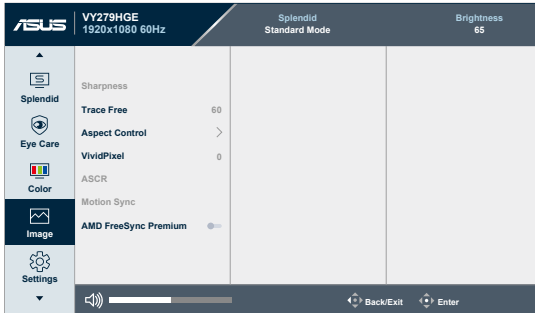 ASUS
VY279HGE
1920x1080 60Hz
Splendid
Standard Mode
Brightness
65
Splendid
Eye Care
Color
Image
Settings
Sharpness
Trace Free 60
Aspect Control
VividPixel 0
ASCR
Motion Sync
AMD FreeSync Premium
Back/Exit
Enter